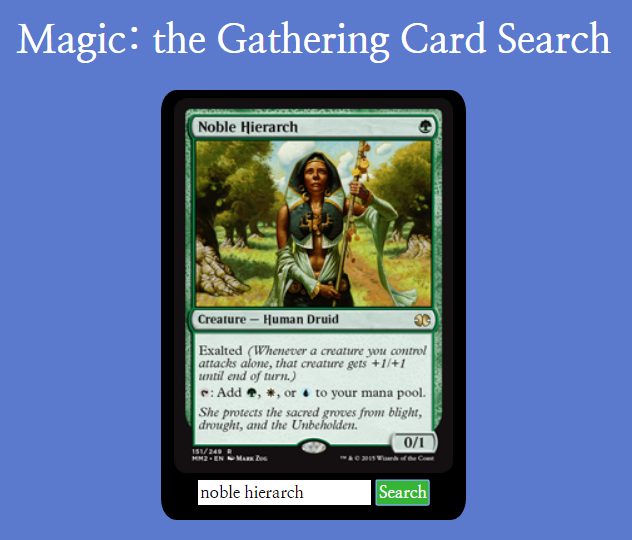 Magic: the Gathering Card Search
Noble Hierarch
Creature — Human Druid
Exalted (Whenever a creature you control
attacks alone, that creature gets +1/+1
until end of turn.)
: Add , , or to your mana pool.
She protects the sacred groves from blight,
drought, and the Unbeholden.
0/1
151/249 R
MM2 • EN Mark Zug
™ & © 2015 Wizards of the Coast
noble hierarch
Search